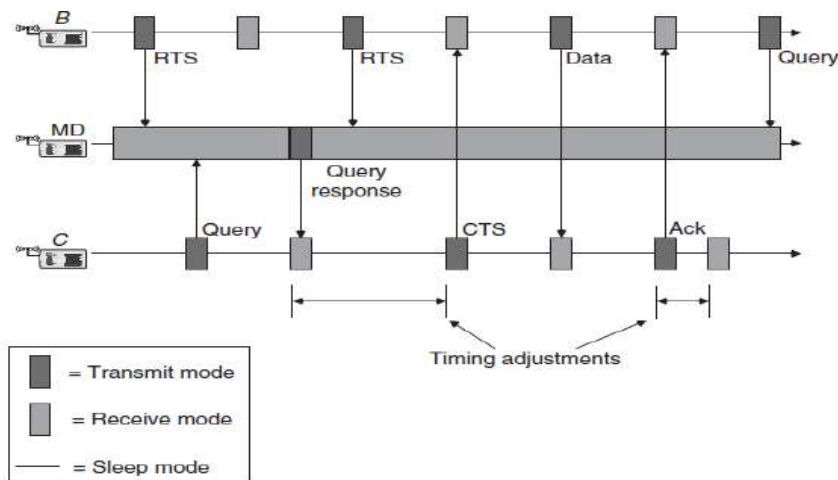 B
RTS RTS Data Query
MD
Query
response
Query CTS Ack
C
Timing adjustments
= Transmit mode
= Receive mode
= Sleep mode